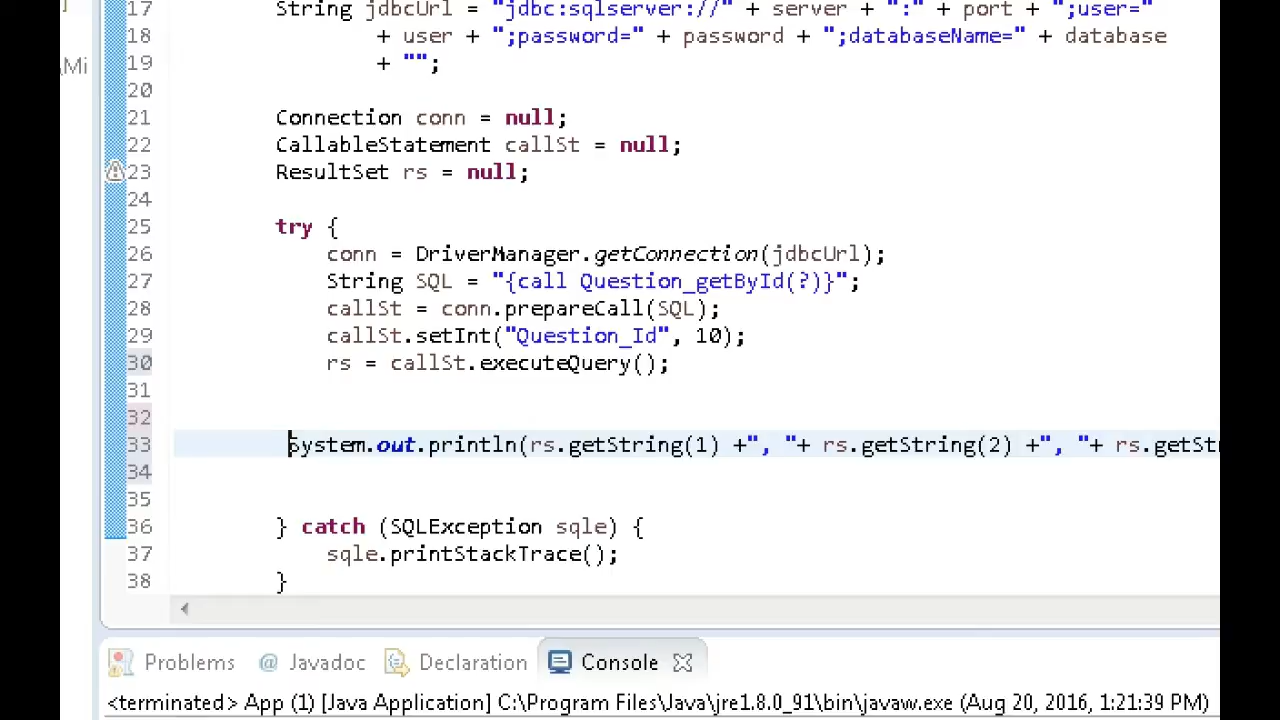 17 String jdbcUrl = "jdbc:sqlserver://" + server + ":" + port + ";user="
18 + user + ";password=" + password + ";databaseName=" + database
\Mi 19 + "";
20
21 Connection conn = null;
22 CallableStatement callSt = null;
23 ResultSet rs = null;
24
25 try {
26 conn = DriverManager.getConnection(jdbcUrl);
27 String SQL = "{call Question_getById(?)}";
28 callSt = conn.prepareCall(SQL);
29 callSt.setInt("Question_Id", 10);
30 rs = callSt.executeQuery();
31
32
33 System.out.println(rs.getString(1) +", "+ rs.getString(2) +", "+ rs.getSt
34
35
36 } catch (SQLException sqle) {
37 sqle.printStackTrace();
38 }
Problems @ Javadoc Declaration Console
<terminated> App (1) [Java Application] C:\Program Files\Java\jre1.8.0_91\bin\javaw.exe (Aug 20, 2016, 1:21:39 PM)